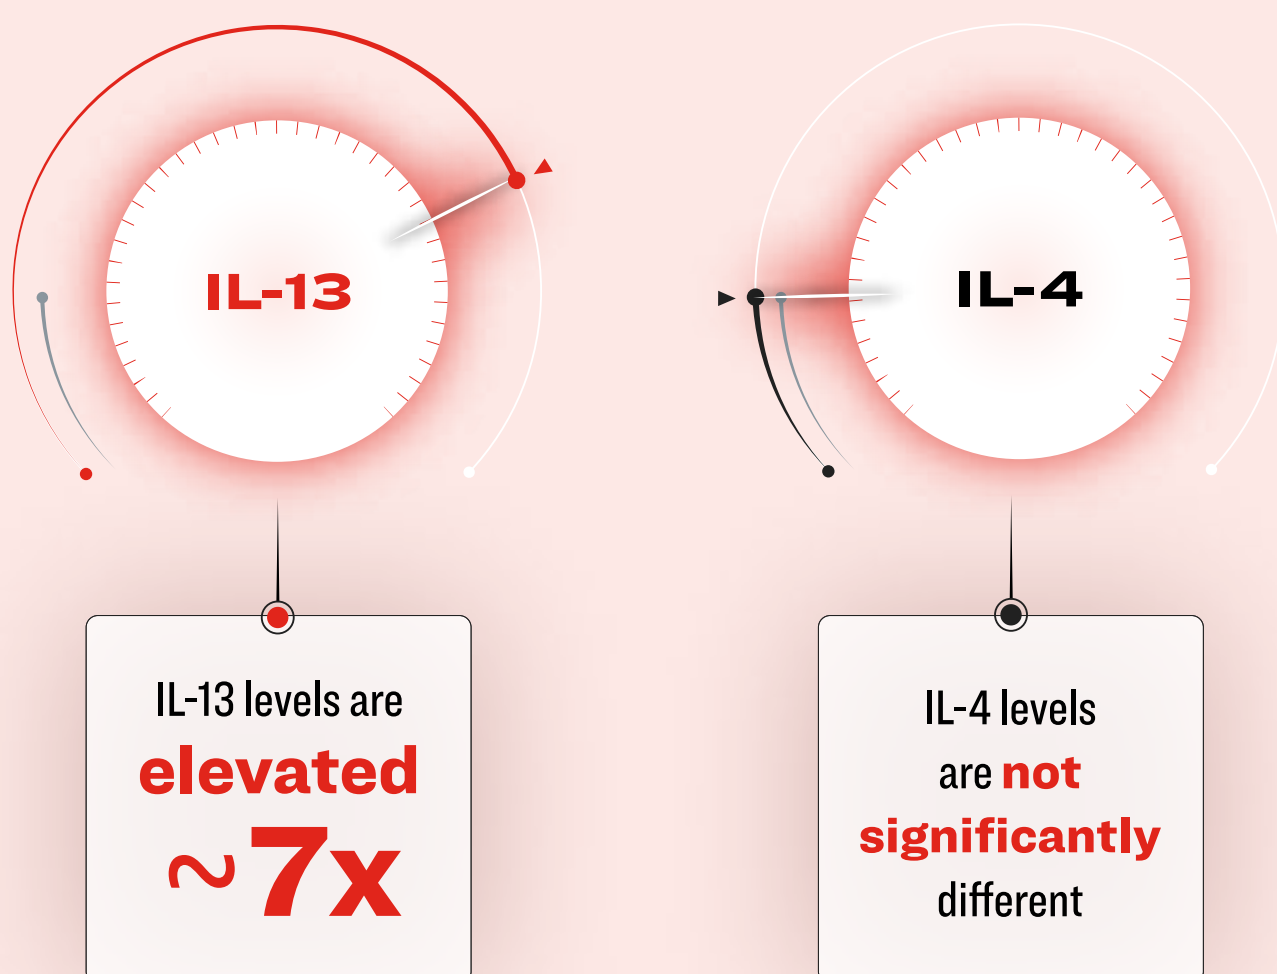 IL-13
IL-4
IL-13 levels are
elevated
~7x
IL-4 levels
are not
significantly
different